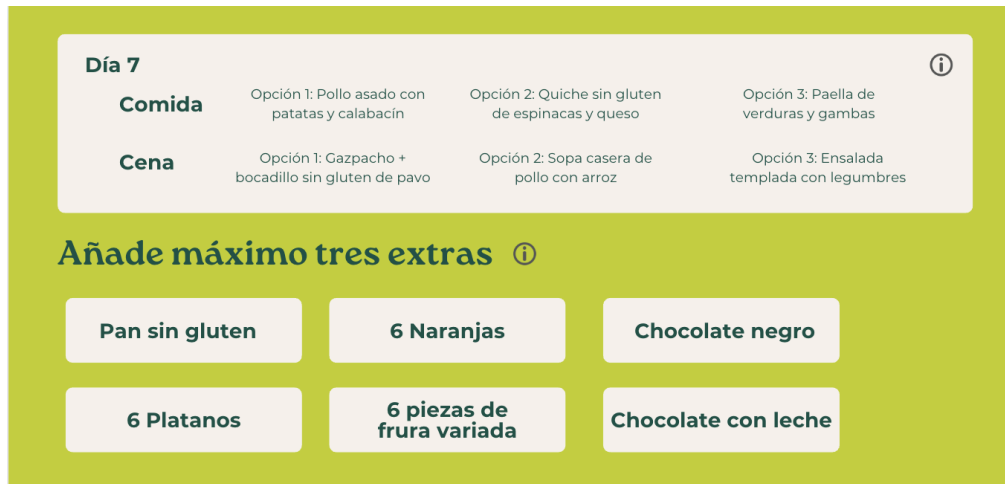 Día 7
Comida
Opción 1: Pollo asado con
patatas y calabacín
Opción 2: Quiche sin gluten
de espinacas y queso
Opción 3: Paella de
verduras y gambas
Cena
Opción 1: Gazpacho +
bocadillo sin gluten de pavo
Opción 2: Sopa casera de
pollo con arroz
Opción 3: Ensalada
templada con legumbres
Añade máximo tres extras
Pan sin gluten
6 Naranjas
Chocolate negro
6 Platanos
6 piezas de
frura variada
Chocolate con leche